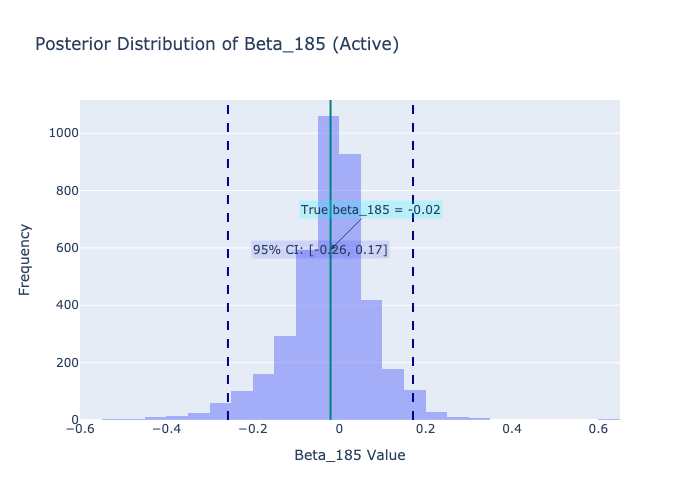 Posterior Distribution of Beta_185 (Active)
1000
800
True beta_185 = -0.02
600
95% CI: [-0.26, 0.17]
400
200
0
−0.6
−0.4
−0.2
0
0.2
0.4
0.6
Frequency
Beta_185 Value